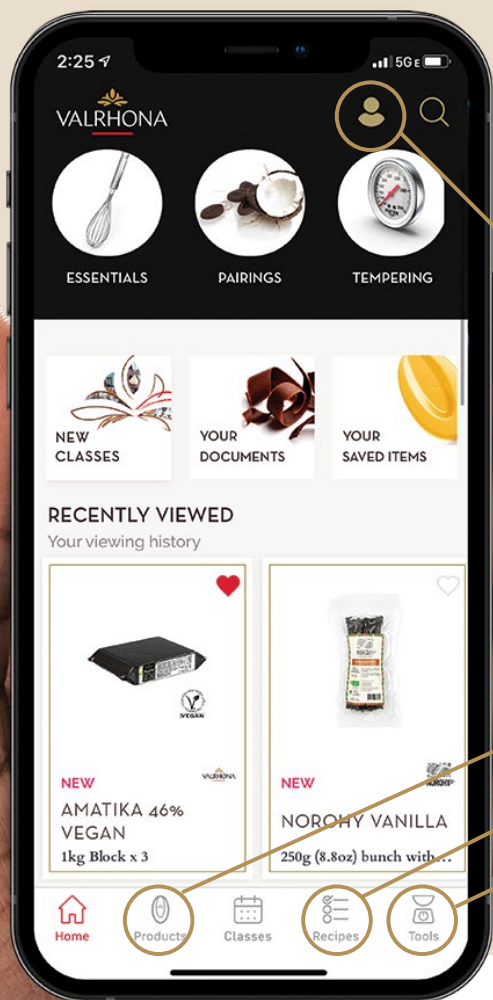 2:25
5G E
VALRHONA
ESSENTIALS
PAIRINGS
TEMPERING
NEW
CLASSES
YOUR
DOCUMENTS
YOUR
SAVED ITEMS
RECENTLY VIEWED
Your viewing history
VEGAN
NEW
VALRHONA
AMATIKA 46%
VEGAN
1kg Block x 3
NOROHY
NEW
NOROHY
NOROHY VANILLA
250g (8.8oz) bunch with...
Home
Products
Classes
Recipes
Tools